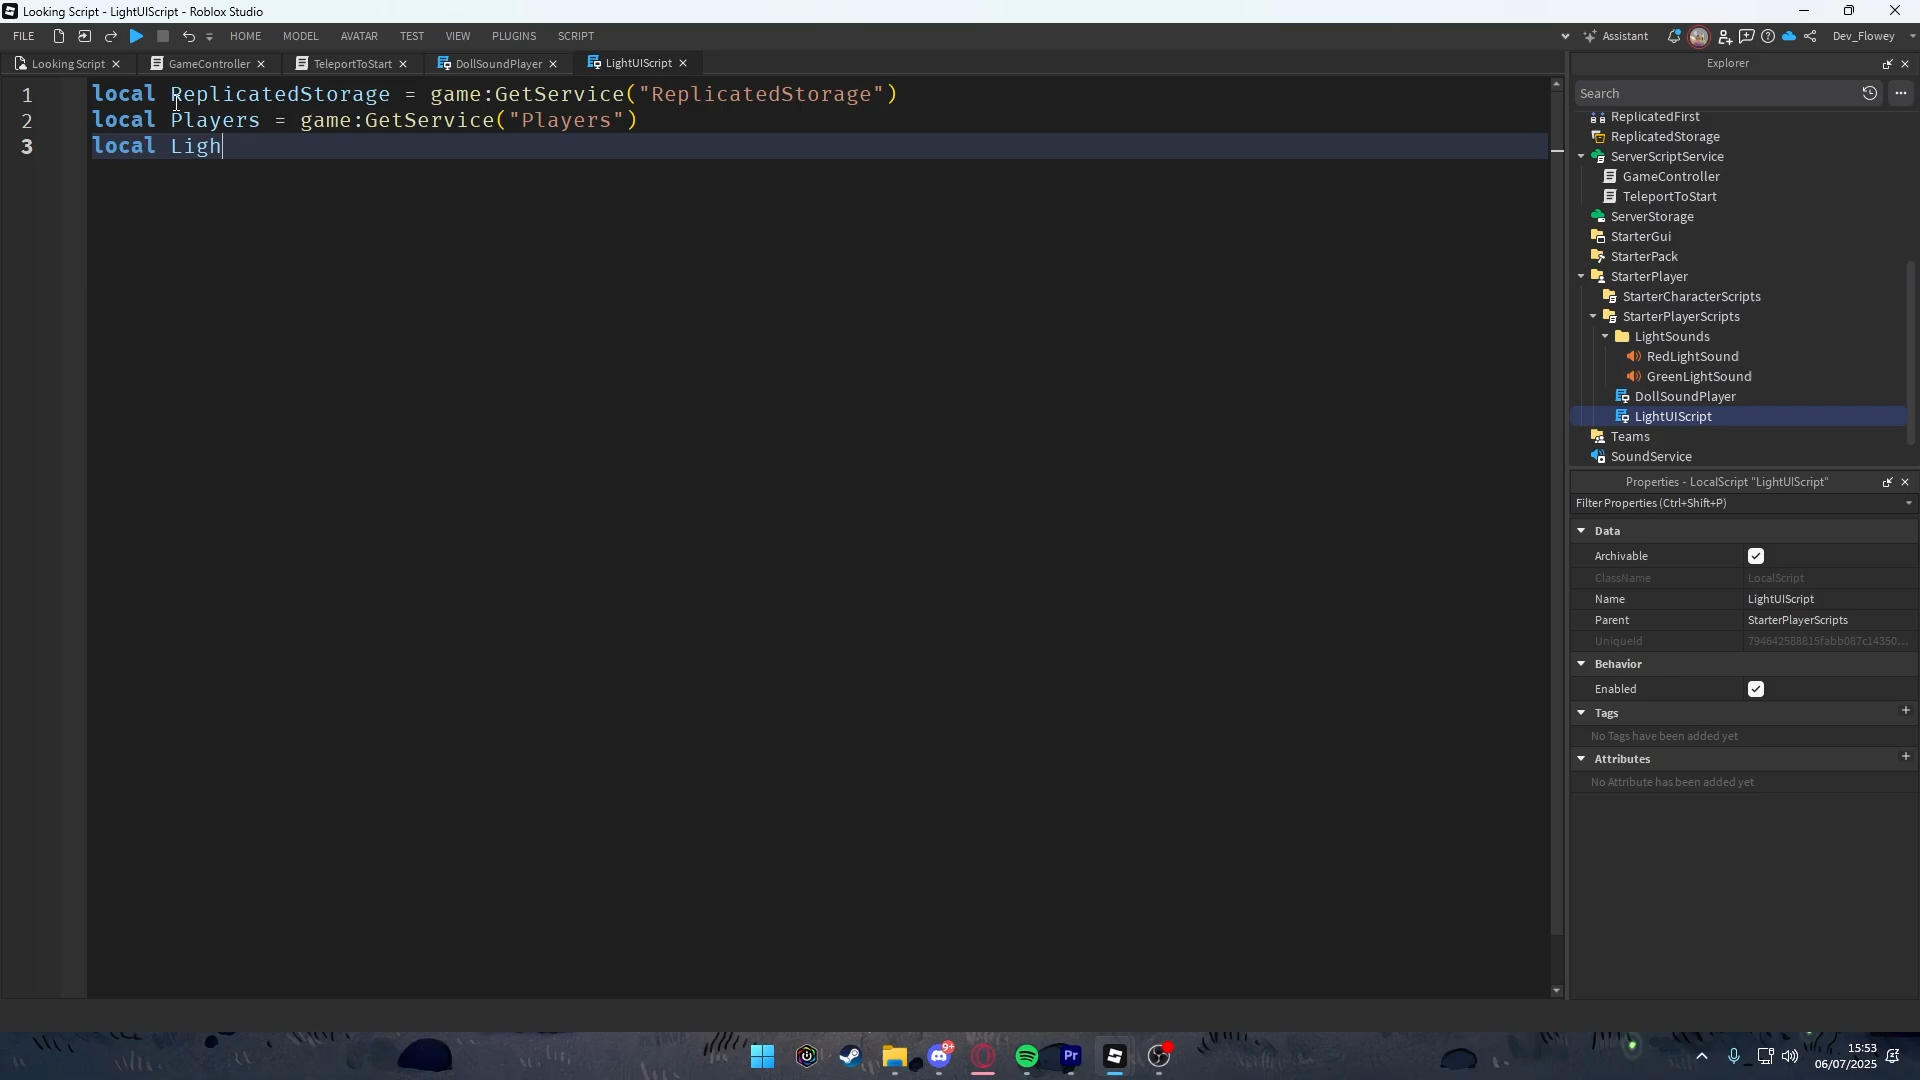 Looking Script - LightUIScript - Roblox Studio
FILE HOME MODEL AVATAR TEST VIEW PLUGINS SCRIPT Assistant Dev_Flowey
Looking Script GameController TeleportToStart DollSoundPlayer LightUIScript
1 local ReplicatedStorage = game:GetService("ReplicatedStorage")
2 local Players = game:GetService("Players")
3 local Ligh
Explorer
Search
ReplicatedFirst
ReplicatedStorage
ServerScriptService
GameController
TeleportToStart
ServerStorage
StarterGui
StarterPack
StarterPlayer
StarterCharacterScripts
StarterPlayerScripts
LightSounds
RedLightSound
GreenLightSound
DollSoundPlayer
LightUIScript
Teams
SoundService
Properties - LocalScript "LightUIScript"
Filter Properties (Ctrl+Shift+P)
Data
Archivable
ClassName LocalScript
Name LightUIScript
Parent StarterPlayerScripts
UniqueId 794642588815fabb087c14350...
Behavior
Enabled
Tags
No Tags have been added yet
Attributes
No Attribute has been added yet
9+
Pr
15:53
06/07/2025